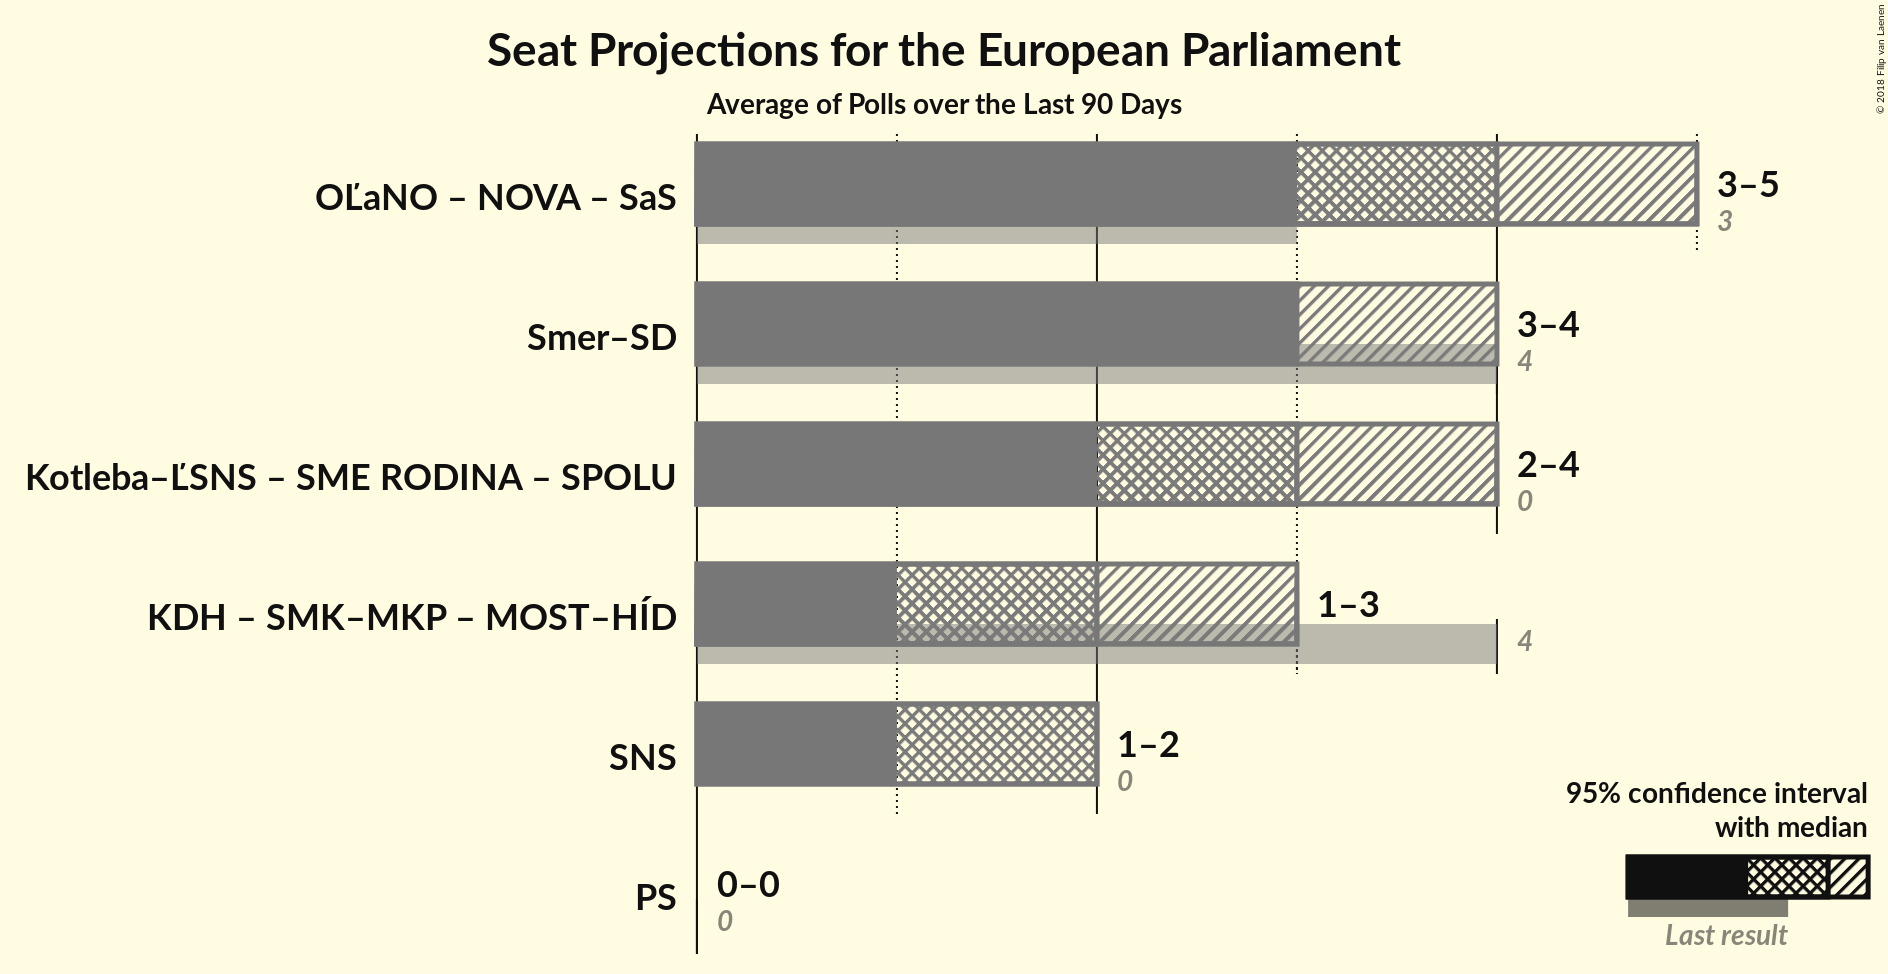 Seat Projections for the European Parliament
Average of Polls over the Last 90 Days
OĽaNO – NOVA – SaS
3–5
3
Smer–SD
3–4
4
Kotleba–ĽSNS – SME RODINA – SPOLU
2–4
0
KDH – SMK–MKP – MOST–HÍD
1–3
4
SNS
1–2
0
PS
0–0
0
95% confidence interval
with median
Last result
© 2018 Filip van Laenen